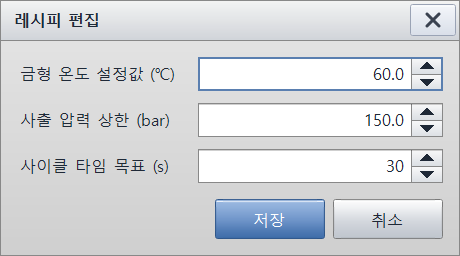 레시피 편집
금형 온도 설정값 (℃) 60.0
사출 압력 상한 (bar) 150.0
사이클 타임 목표 (s) 30
저장 취소